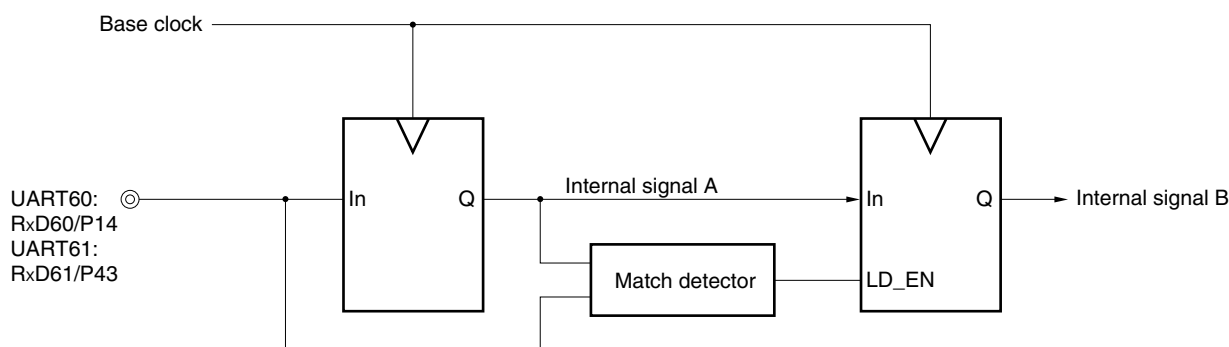 Base clock
UART60:
RxD60/P14
UART61:
RxD61/P43
In
Q
Internal signal A
Match detector
In
Q
LD_EN
Internal signal B